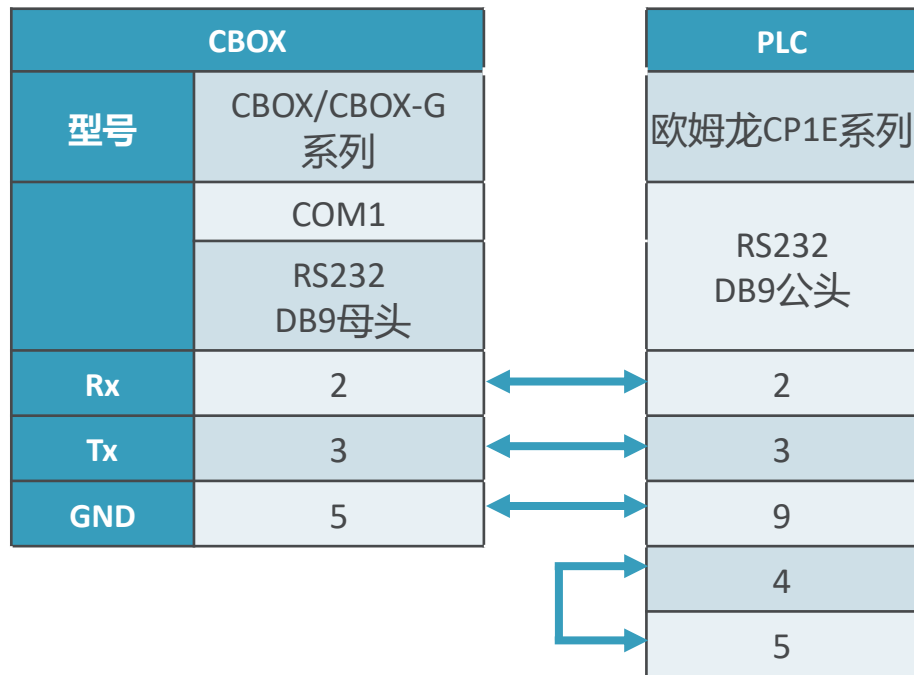 CBOX
PLC
型号
CBOX/CBOX-G
系列
欧姆龙CP1E系列
COM1
RS232
DB9母头
RS232
DB9公头
Rx
2
2
Tx
3
3
GND
5
9
4
5